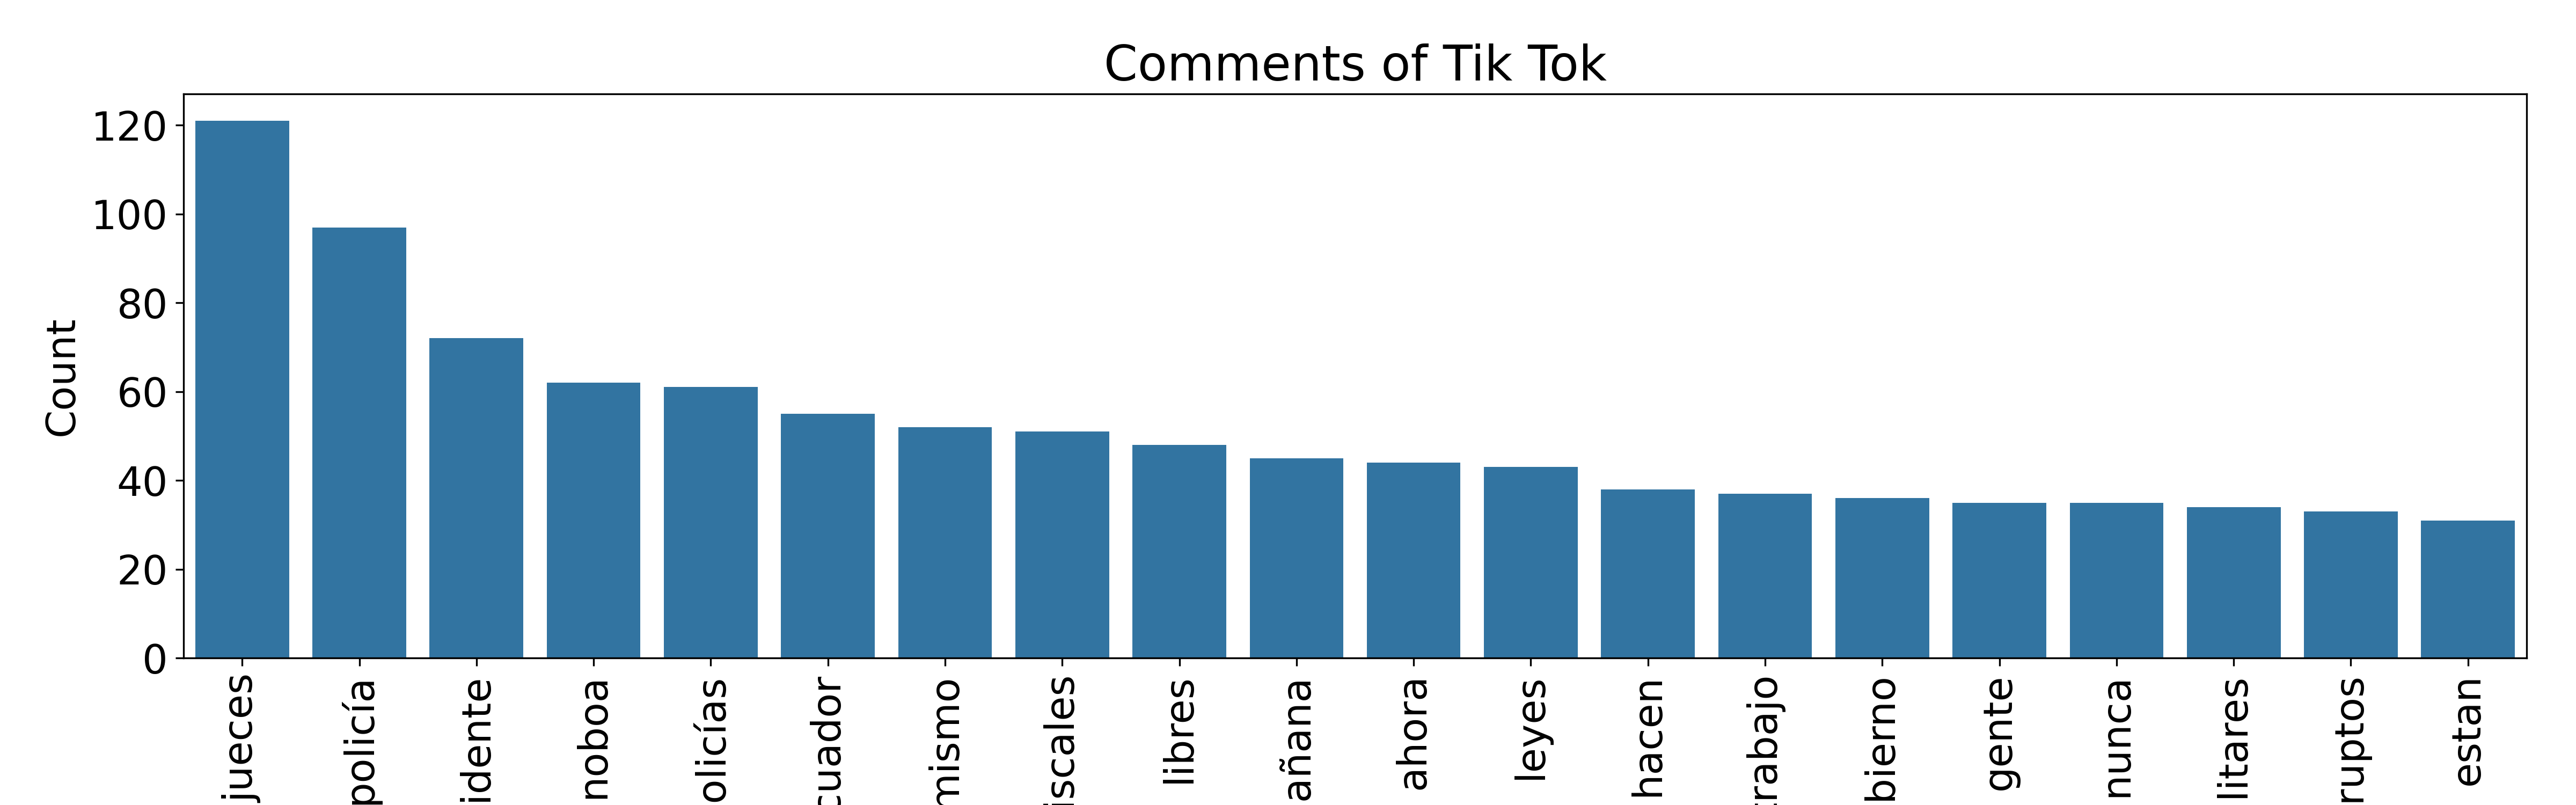 Comments of Tik Tok
Count
120
100
80
60
40
20
0
jueces
policía
idente
noboa
olicías
cuador
mismo
iscales
libres
añana
ahora
leyes
hacen
rabajo
bierno
gente
nunca
litares
ruptos
estan